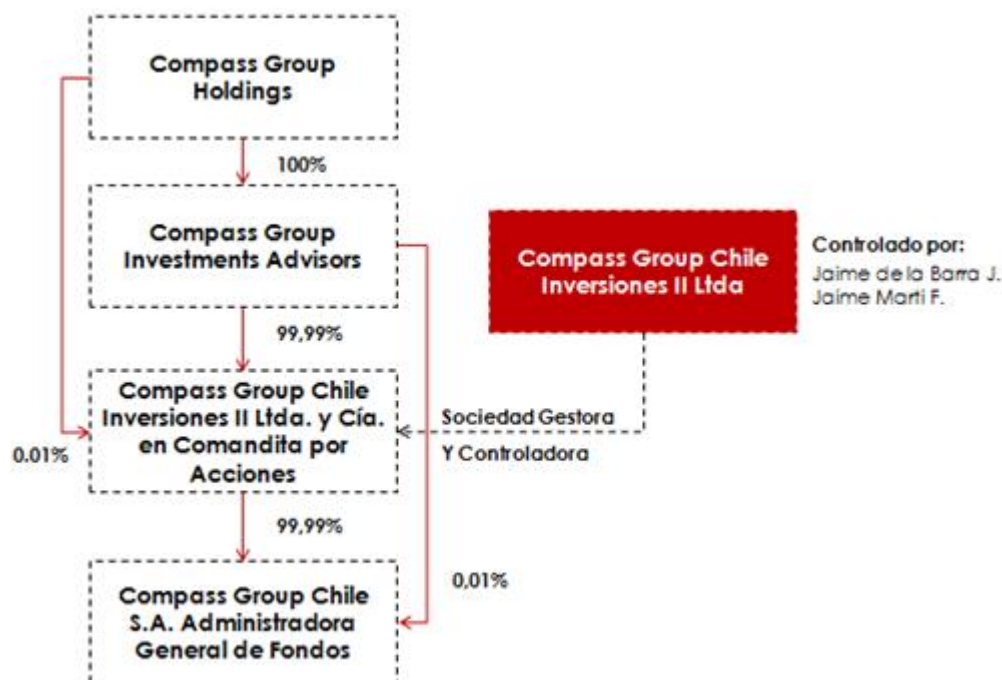 Compass Group
Holdings
100%
Compass Group
Investments Advisors
Compass Group Chile
Inversiones II Ltda
Controlado por:
Jaime de la Barra J.
Jaime Marti F.
99,99%
Compass Group Chile
Inversiones II Ltda. y Cía.
en Comandita por
Acciones
Sociedad Gestora
Y Controladora
0.01%
99,99%
0,01%
Compass Group Chile
S.A. Administradora
General de Fondos